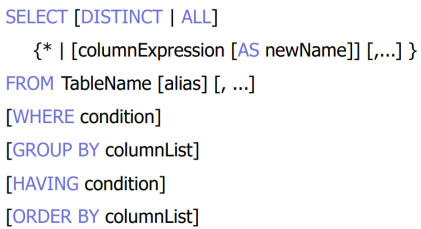 SELECT [DISTINCT | ALL]
{* | [columnExpression [AS newName]] [,...] }
FROM TableName [alias] [, ...]
[WHERE condition]
[GROUP BY columnList]
[HAVING condition]
[ORDER BY columnList]